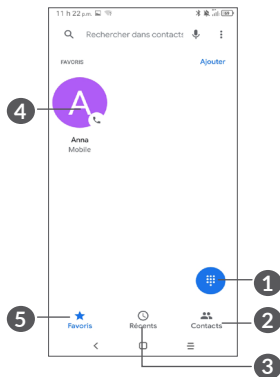 11 h 22 p.m.
Rechercher dans contacts
FAVORIS Ajouter
4
A
Anna
Mobile
1
5
Favoris Récents Contacts
2
3